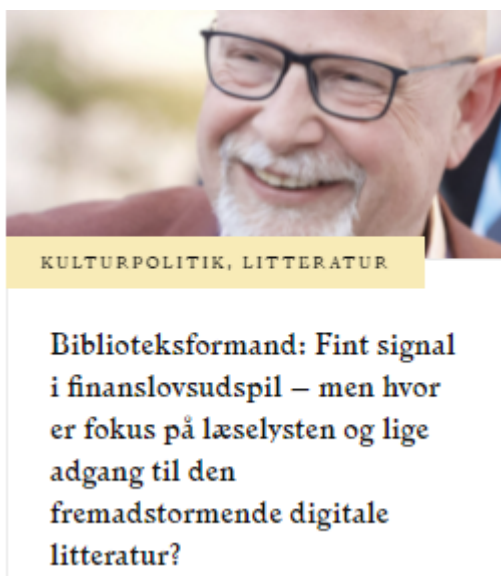 KULTURPOLITIK, LITTERATUR
Biblioteksformand: Fint signal
i finanslovsudspil – men hvor
er fokus på læselysten og lige
adgang til den
fremadstormende digitale
litteratur?